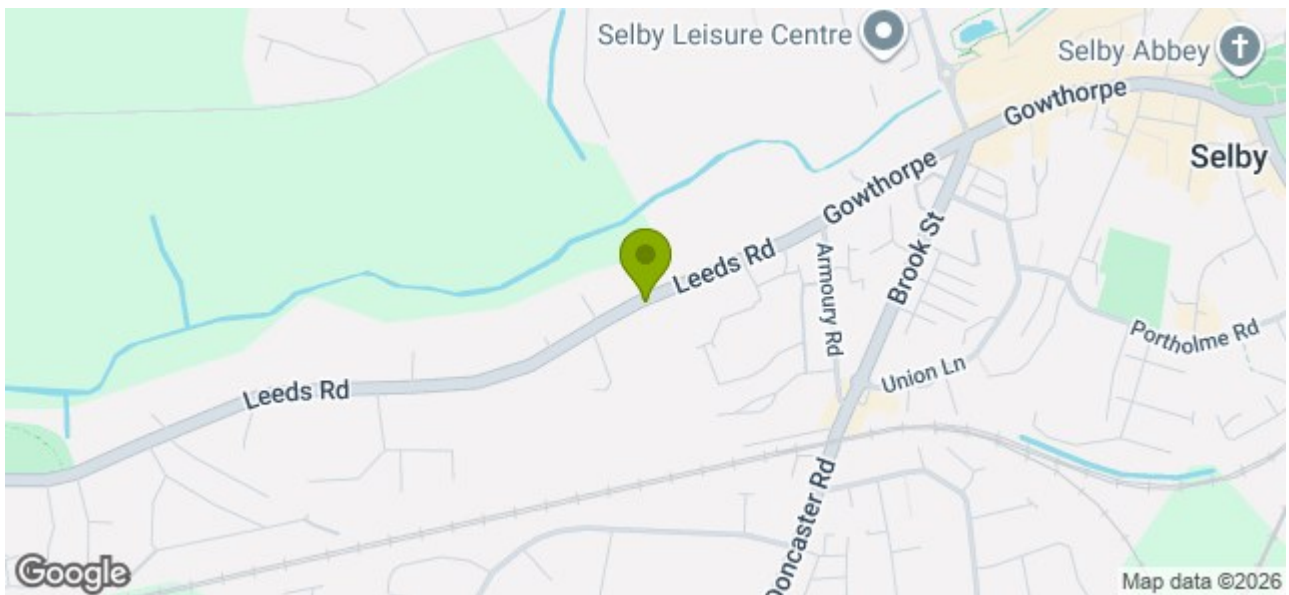 Selby Leisure Centre
Selby Abbey
Gowthorpe
Selby
Gowthorpe
Leeds Rd
Armoury Rd
Brook St
Portholme Rd
Union Ln
Leeds Rd
Doncaster Rd
Google
Map data ©2026